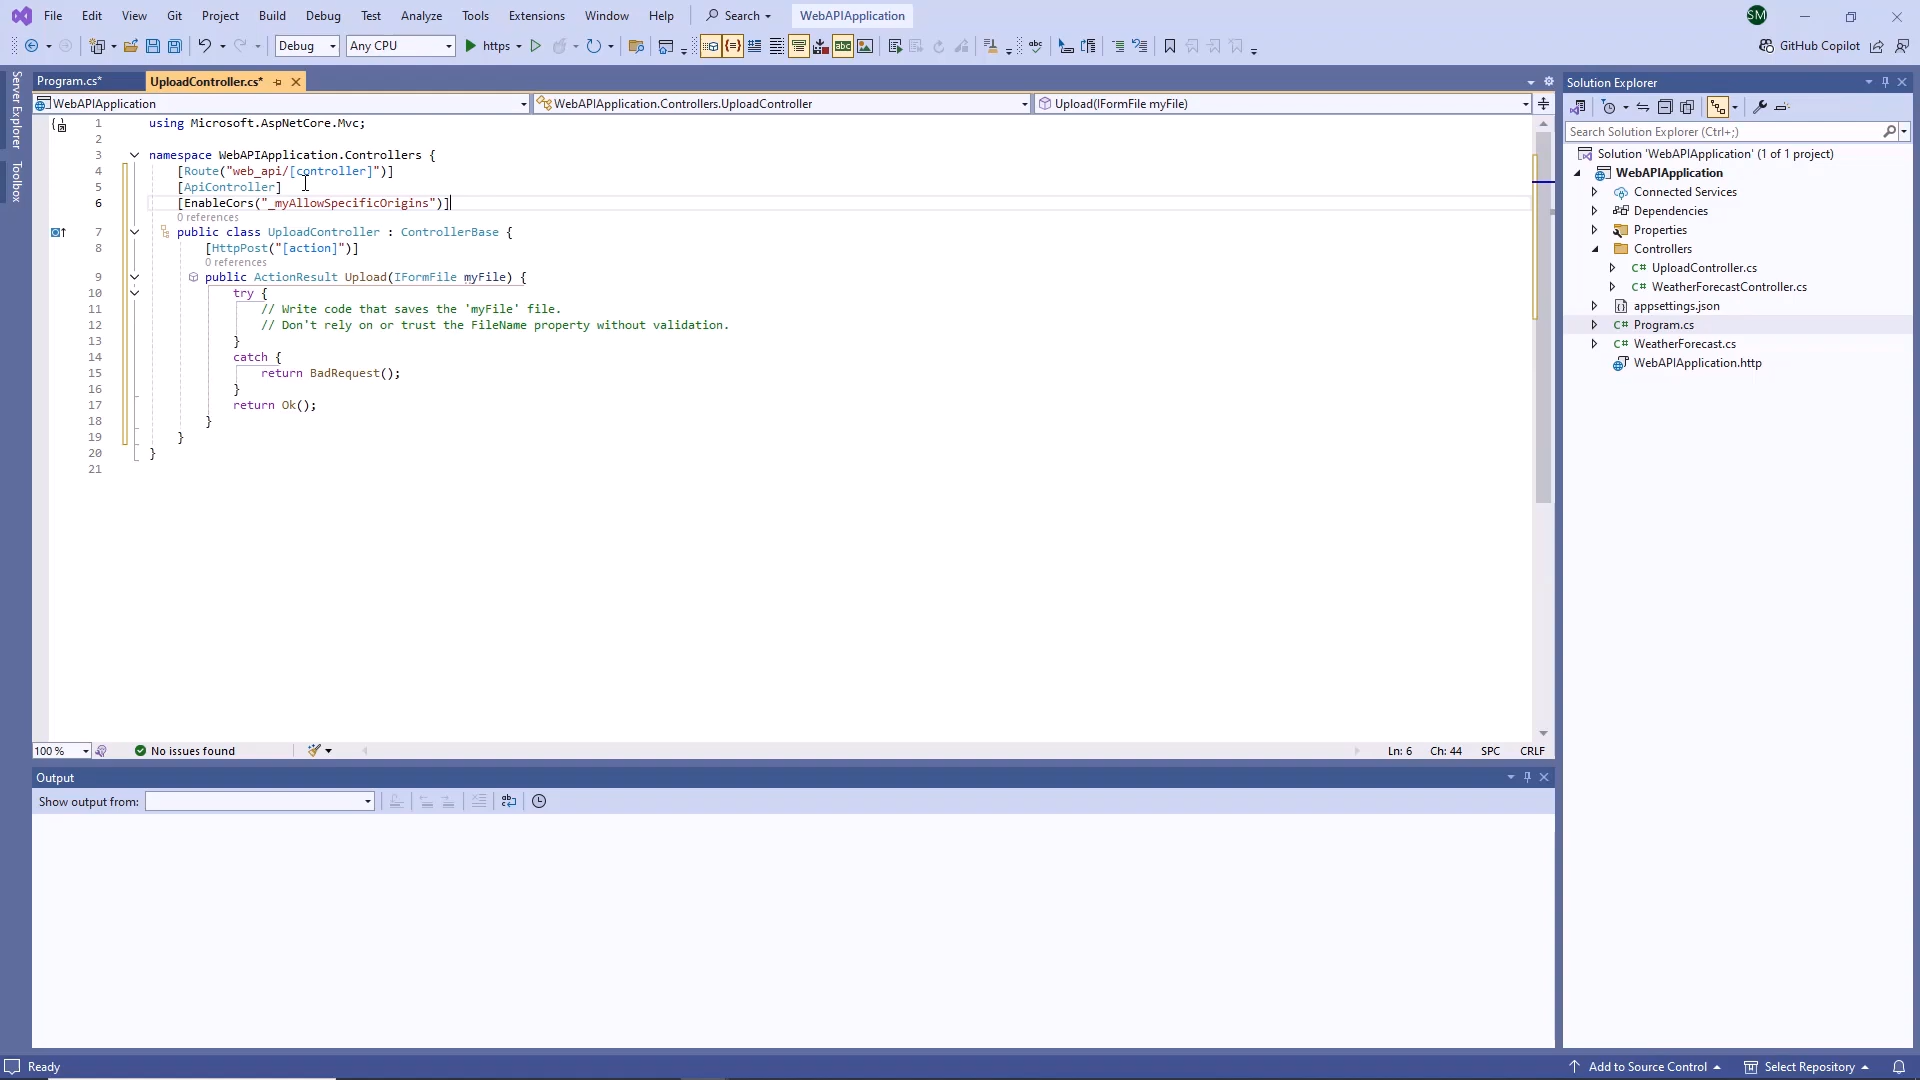 File Edit View Git Project Build Debug Test Analyze Tools Extensions Window Help Search WebAPIApplication SM
Debug Any CPU https GitHub Copilot
Server Explorer
Toolbox
Program.cs* UploadController.cs*
WebAPIApplication WebAPIApplication.Controllers.UploadController Upload(IFormFile myFile)
1 using Microsoft.AspNetCore.Mvc;
2
3 namespace WebAPIApplication.Controllers {
4 [Route("web_api/[controller]")]
5 [ApiController]
6 [EnableCors("_myAllowSpecificOrigins")]
0 references
7 public class UploadController : ControllerBase {
8 [HttpPost("[action]")]
0 references
9 public ActionResult Upload(IFormFile myFile) {
10 try {
11 // Write code that saves the 'myFile' file.
12 // Don't rely on or trust the FileName property without validation.
13 }
14 catch {
15 return BadRequest();
16 }
17 return Ok();
18 }
19 }
20 }
21
100 % No issues found Ln: 6 Ch: 44 SPC CRLF
Output
Show output from:
Solution Explorer
Search Solution Explorer (Ctrl+;)
Solution 'WebAPIApplication' (1 of 1 project)
WebAPIApplication
Connected Services
Dependencies
Properties
Controllers
C# UploadController.cs
C# WeatherForecastController.cs
appsettings.json
C# Program.cs
C# WeatherForecast.cs
WebAPIApplication.http
Ready Add to Source Control Select Repository